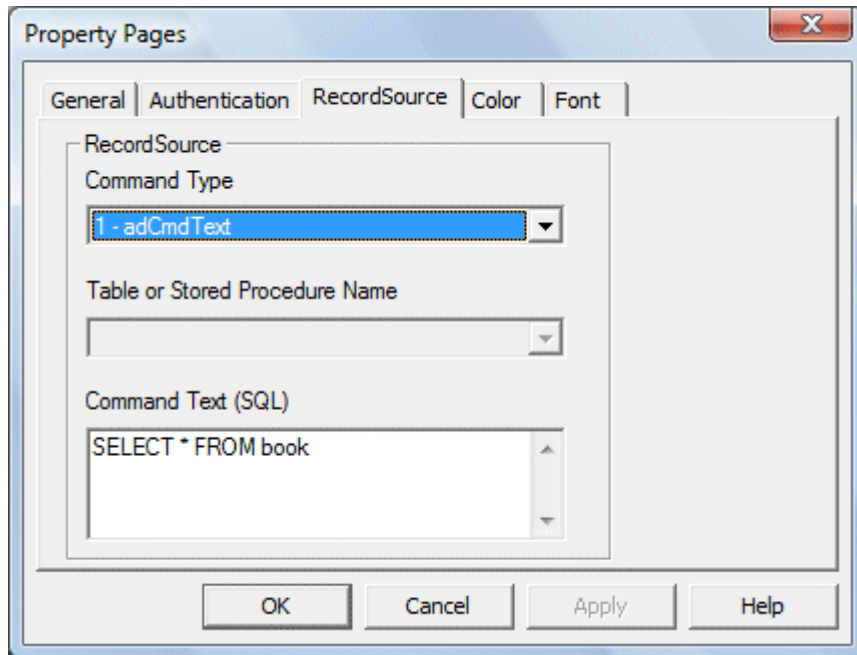 Property Pages
General Authentication RecordSource Color Font
RecordSource
Command Type
1 - adCmdText
Table or Stored Procedure Name
Command Text (SQL)
SELECT * FROM book
OK Cancel Apply Help